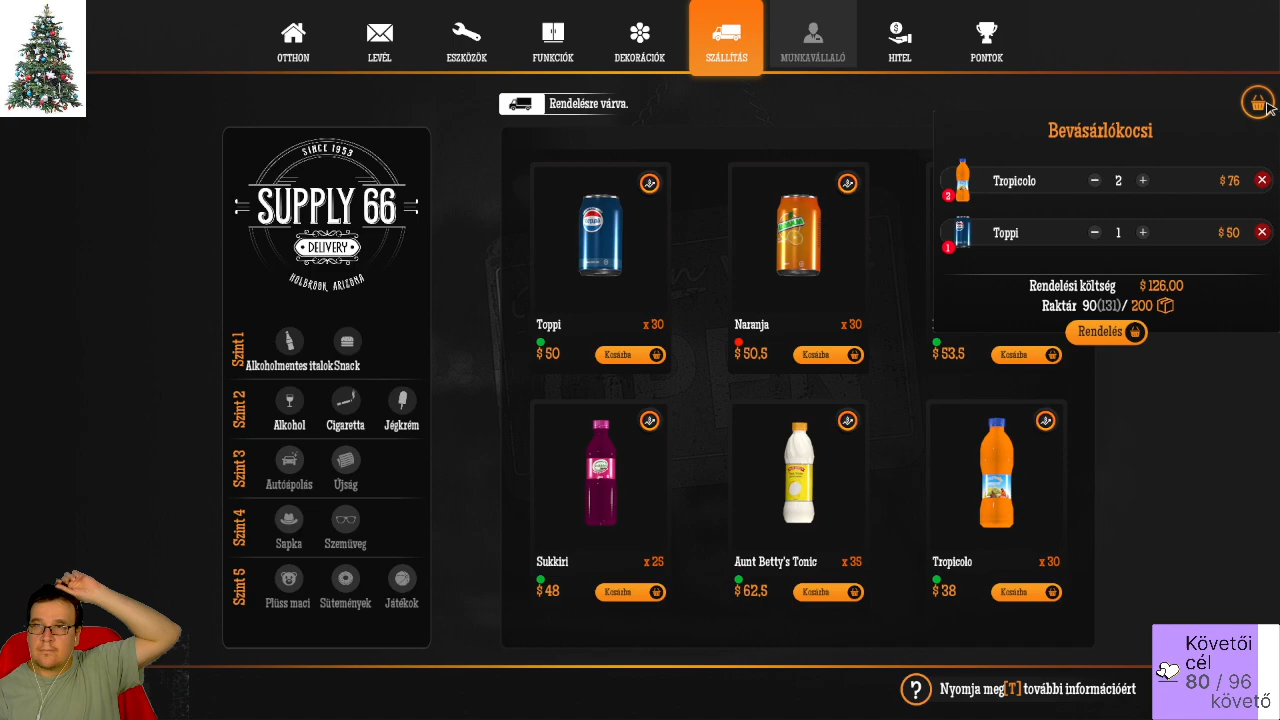 OTTHON
LEVÉL
ESZKÖZÖK
FUNKCIÓK
DEKORÁCIÓK
SZÁLLÍTÁS
MUNKAVÁLLALÓ
HITEL
PONTOK
Rendelésre várva.
SINCE 1953
SUPPLY 66
DELIVERY
HOLBROOK, ARIZONA
Szint 1
Alkoholmentes italok Snack
Szint 2
Alkohol Cigaretta Jégkrém
Szint 3
Autóápolás Újság
Szint 4
Sapka Szemüveg
Szint 5
Plüss maci Sütemények Játékok
Toppi x 30
$ 50 Kosárba
Naranja x 30
$ 50,5 Kosárba
$ 53,5 Kosárba
Sukkiri x 25
$ 48 Kosárba
Aunt Betty's Tonic x 35
$ 62,5 Kosárba
Tropicolo x 30
$ 38 Kosárba
Bevásárlókocsi
2 Tropicolo − 2 + $ 76
1 Toppi − 1 + $ 50
Rendelési költség $ 126,00
Raktár 90(131)/ 200
Rendelés
? Nyomja meg[T] további információért
Követői
cél
80 / 96
követő